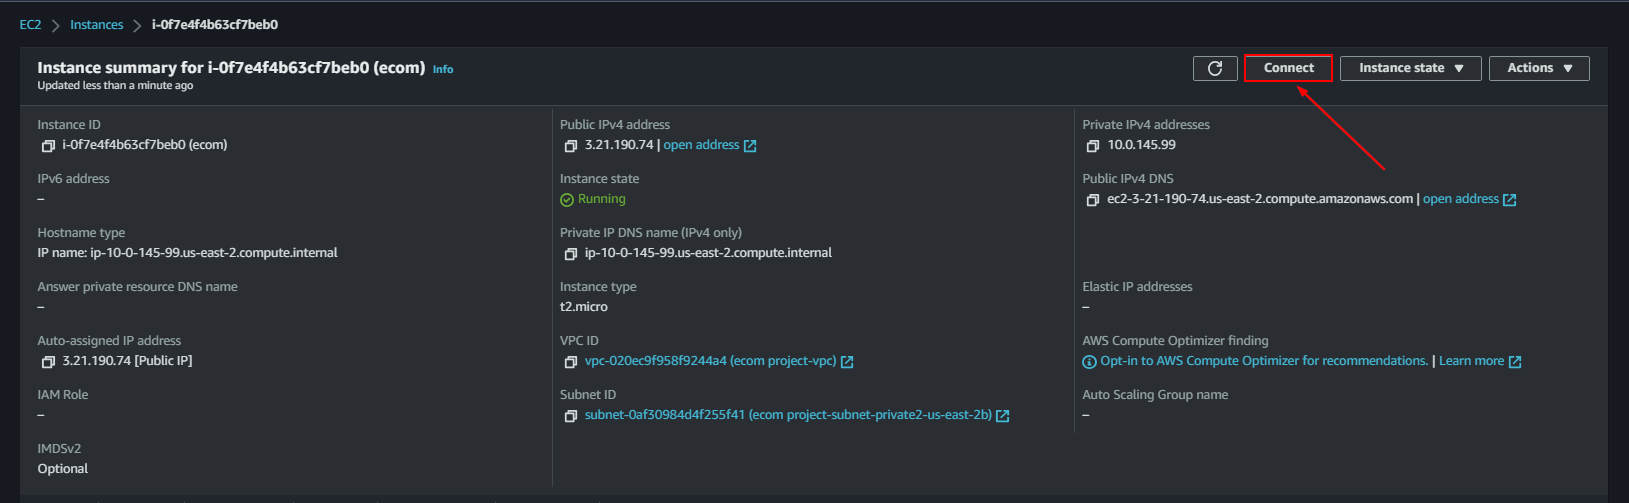 EC2 > Instances > i-0f7e4f4b63cf7beb0
Instance summary for i-0f7e4f4b63cf7beb0 (ecom) Info
Updated less than a minute ago
Connect
Instance state
Actions
Instance ID
i-0f7e4f4b63cf7beb0 (ecom)
IPv6 address
–
Hostname type
IP name: ip-10-0-145-99.us-east-2.compute.internal
Answer private resource DNS name
–
Auto-assigned IP address
3.21.190.74 [Public IP]
IAM Role
–
IMDSv2
Optional
Public IPv4 address
3.21.190.74 | open address
Instance state
Running
Private IP DNS name (IPv4 only)
ip-10-0-145-99.us-east-2.compute.internal
Instance type
t2.micro
VPC ID
vpc-020ec9f958f9244a4 (ecom project-vpc)
Subnet ID
subnet-0af30984d4f255f41 (ecom project-subnet-private2-us-east-2b)
Private IPv4 addresses
10.0.145.99
Public IPv4 DNS
ec2-3-21-190-74.us-east-2.compute.amazonaws.com | open address
Elastic IP addresses
–
AWS Compute Optimizer finding
Opt-in to AWS Compute Optimizer for recommendations. | Learn more
Auto Scaling Group name
–